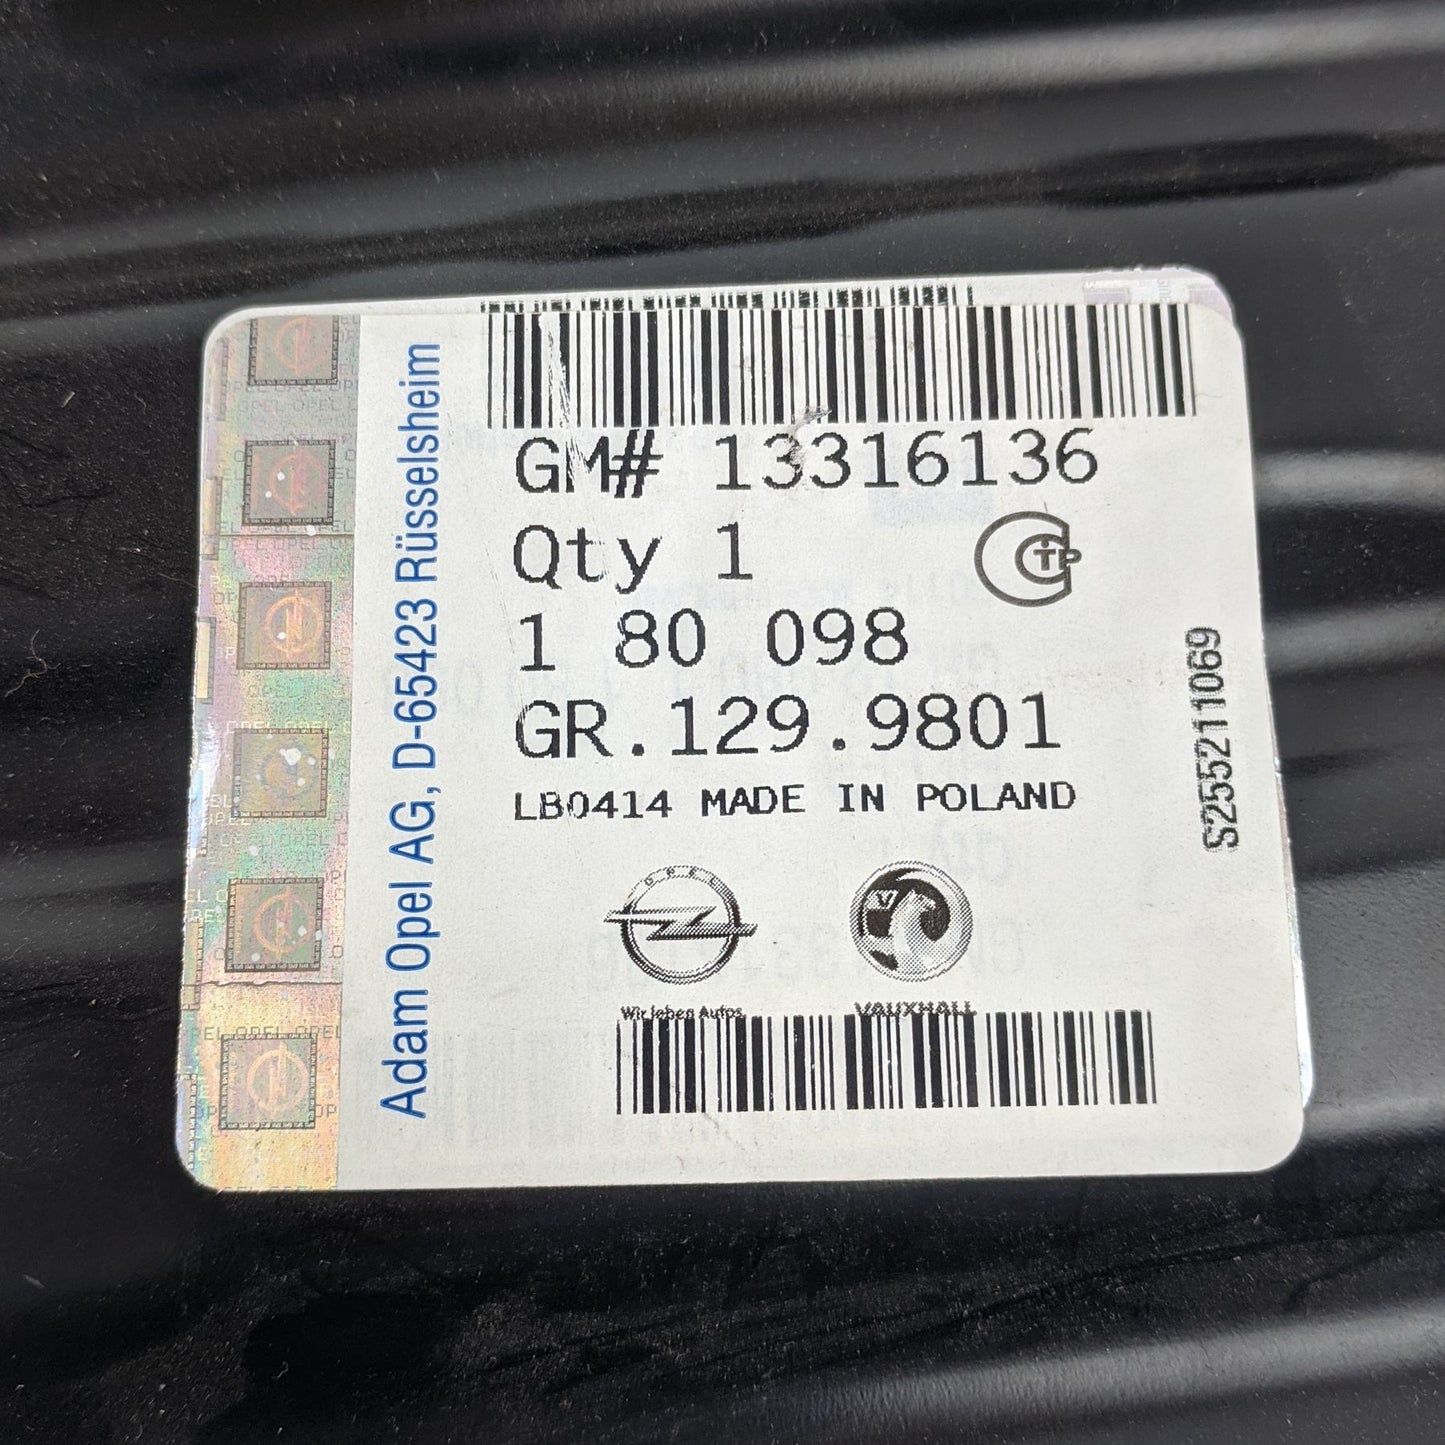 GM# 13316136
Qty 1
1 80 098
GR.129.9801
LB0414 MADE IN POLAND
OPEL
Wir leben Autos.
VAUXHALL
Adam Opel AG, D-65423 Rüsselsheim
S255211069